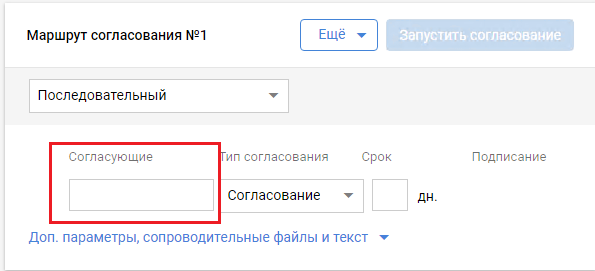 Маршрут согласования №1 Ещё Запустить согласование
Последовательный
Согласующие Тип согласования Срок Подписание
Согласование дн.
Доп. параметры, сопроводительные файлы и текст